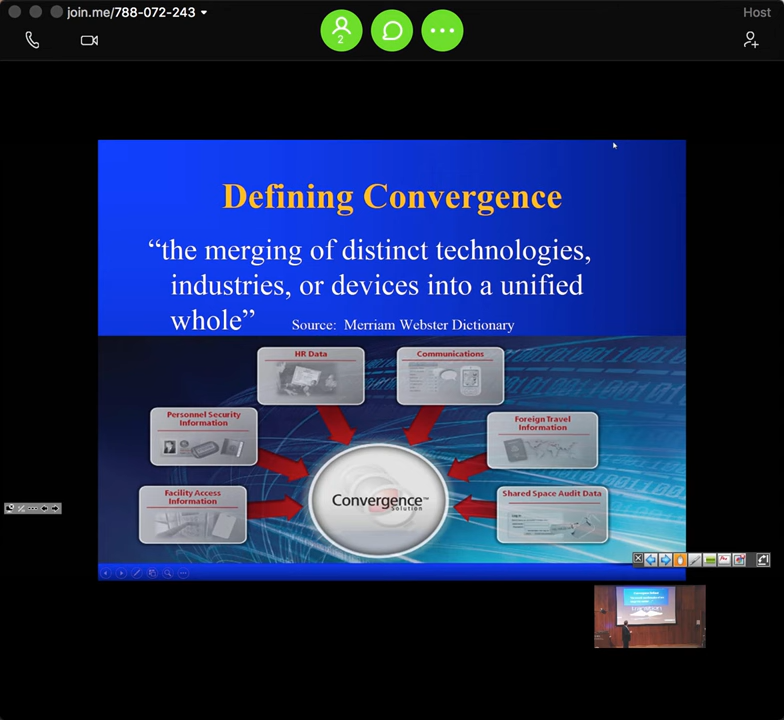 join.me/788-072-243
Host
2
Defining Convergence
“the merging of distinct technologies,
industries, or devices into a unified
whole” Source: Merriam Webster Dictionary
HR Data
Communications
Personnel Security
Information
Foreign Travel
Information
Facility Access
Information
Shared Space Audit Data
Convergence™
Solution